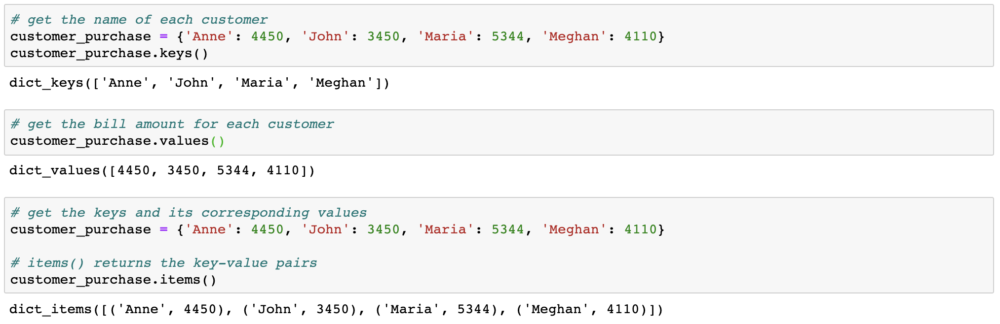 # get the name of each customer
customer_purchase = {'Anne': 4450, 'John': 3450, 'Maria': 5344, 'Meghan': 4110}
customer_purchase.keys()
dict_keys(['Anne', 'John', 'Maria', 'Meghan'])
# get the bill amount for each customer
customer_purchase.values()
dict_values([4450, 3450, 5344, 4110])
# get the keys and its corresponding values
customer_purchase = {'Anne': 4450, 'John': 3450, 'Maria': 5344, 'Meghan': 4110}
# items() returns the key-value pairs
customer_purchase.items()
dict_items([('Anne', 4450), ('John', 3450), ('Maria', 5344), ('Meghan', 4110)])